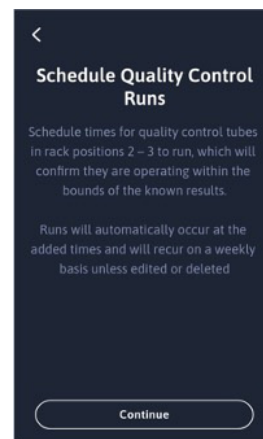 Schedule Quality Control
Runs
Schedule times for quality control tubes
in rack positions 2 – 3 to run, which will
confirm they are operating within the
bounds of the known results.
Runs will automatically occur at the
added times and will recur on a weekly
basis unless edited or deleted
Continue